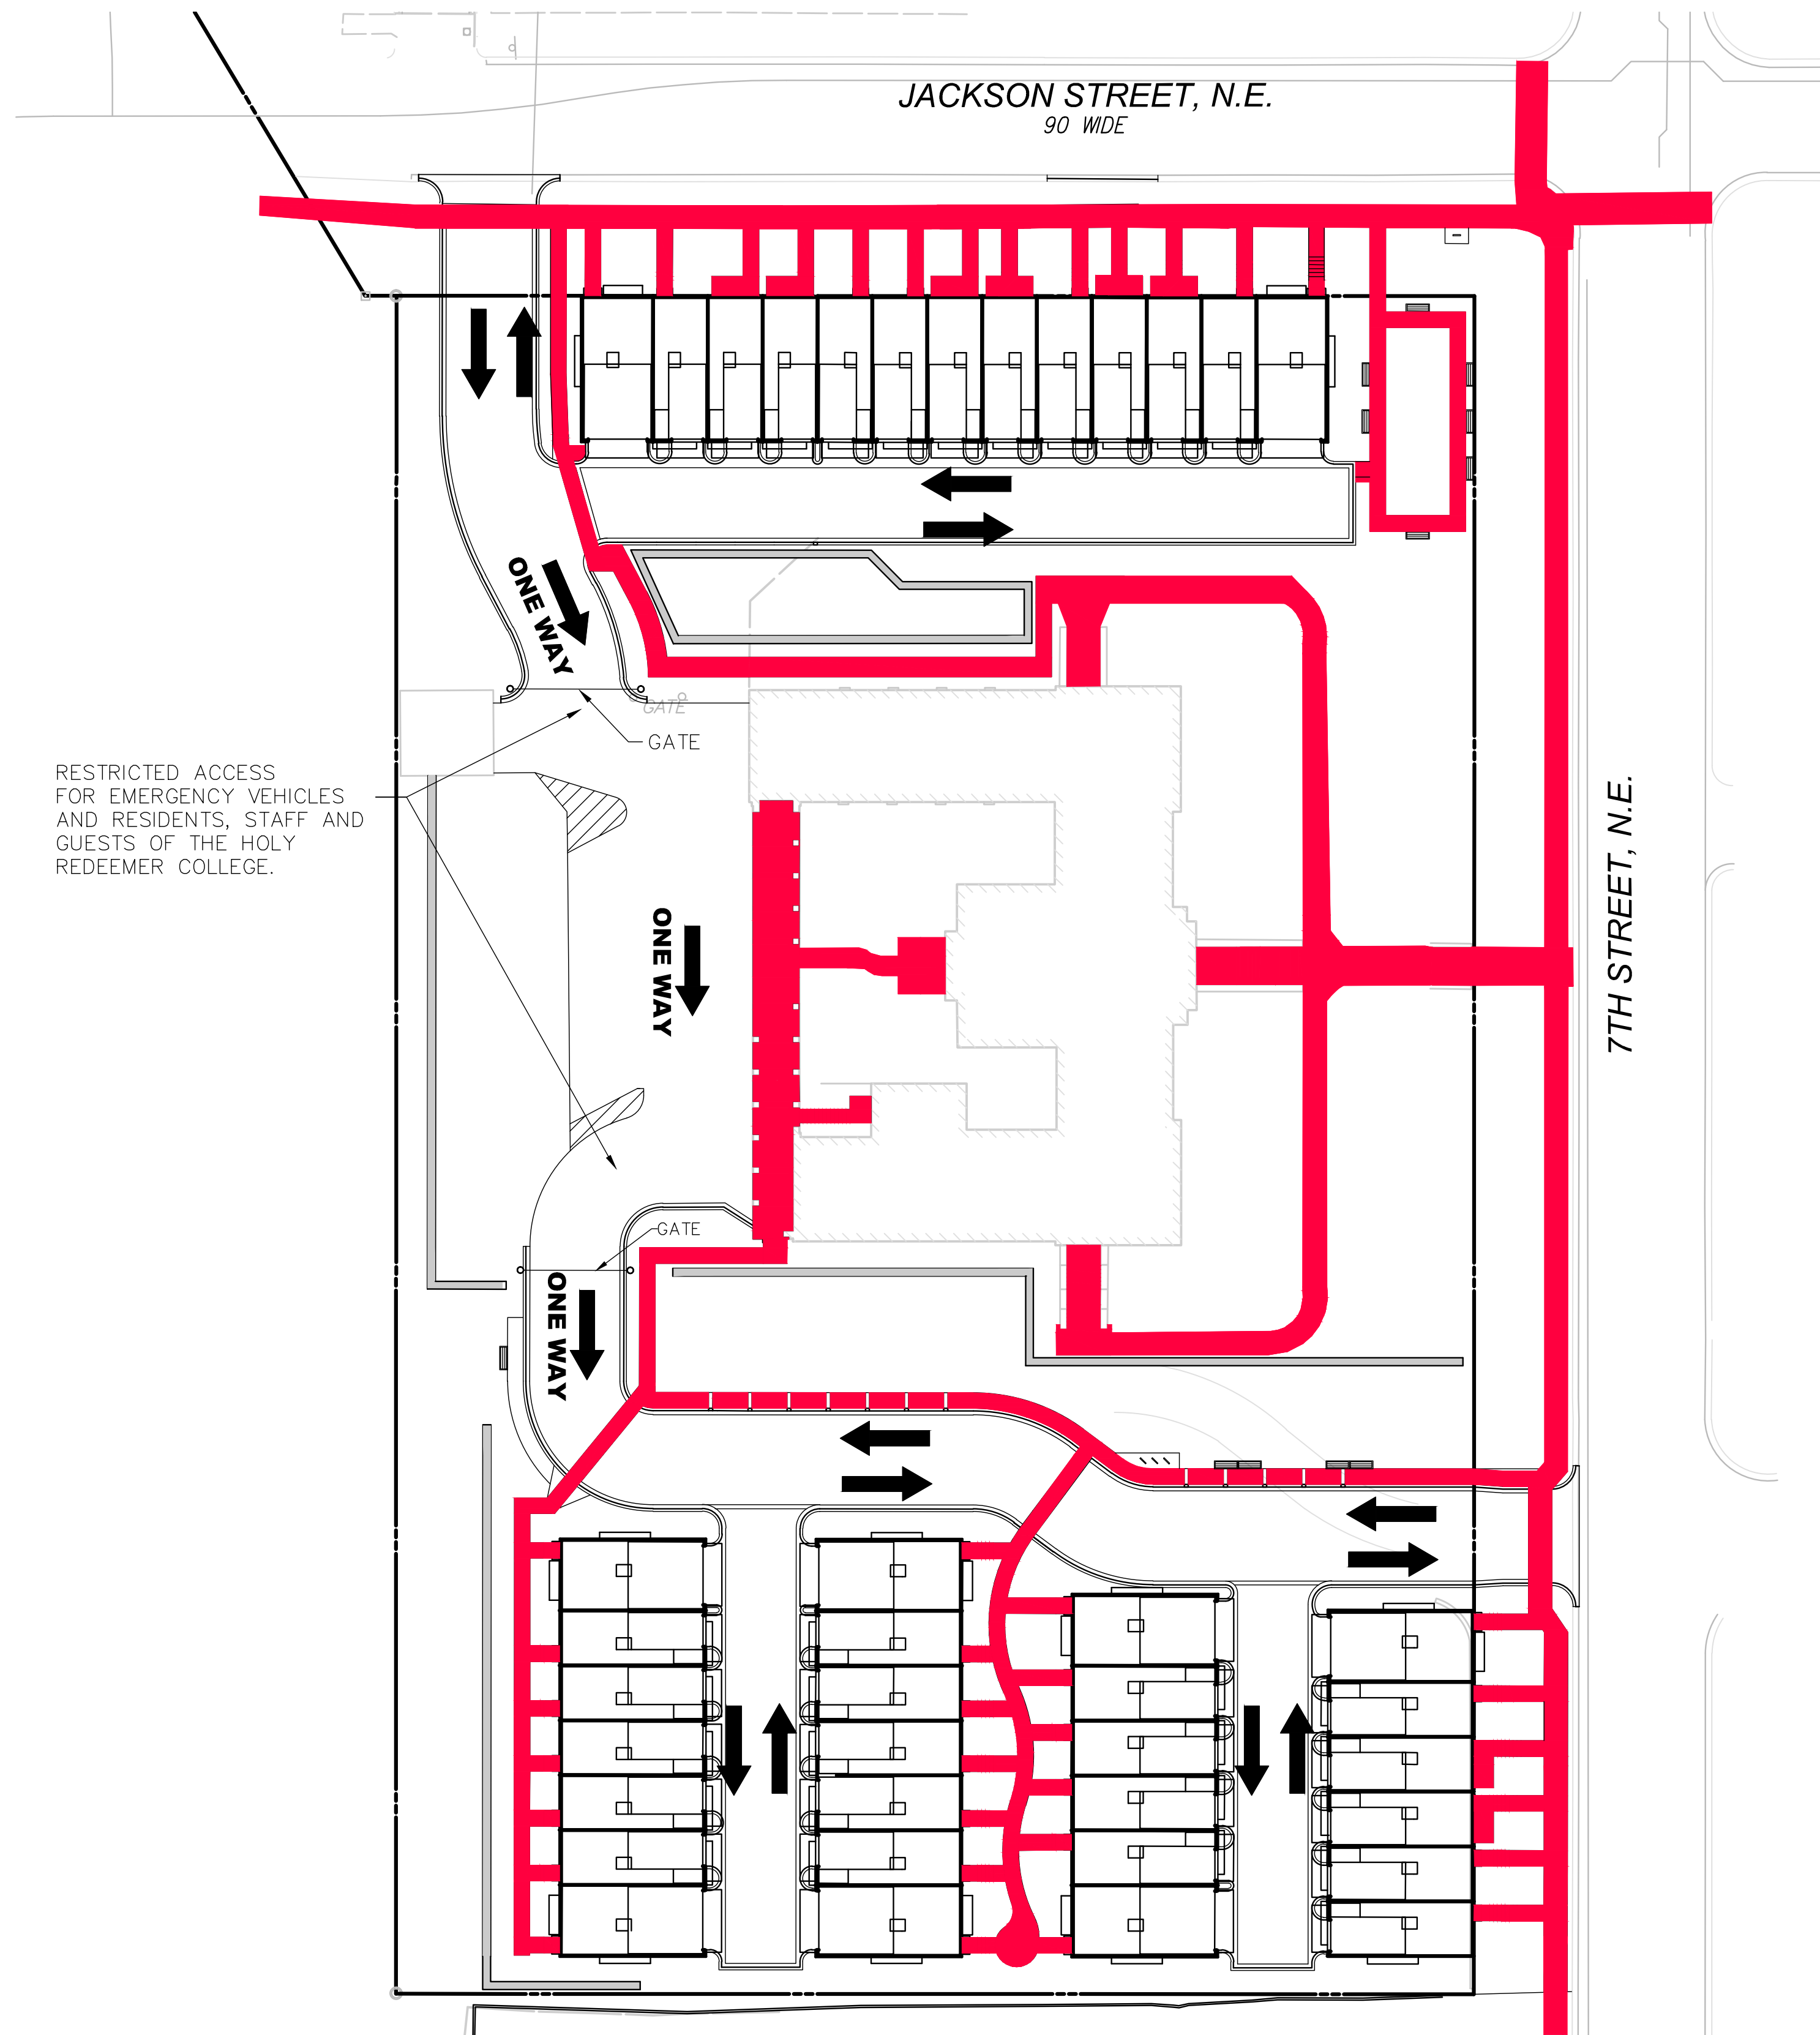 JACKSON STREET, N.E.
90 WIDE
ONE WAY
GATE
GATE
RESTRICTED ACCESS
FOR EMERGENCY VEHICLES
AND RESIDENTS, STAFF AND
GUESTS OF THE HOLY
REDEEMER COLLEGE.
7TH STREET, N.E.
ONE WAY
GATE
ONE WAY